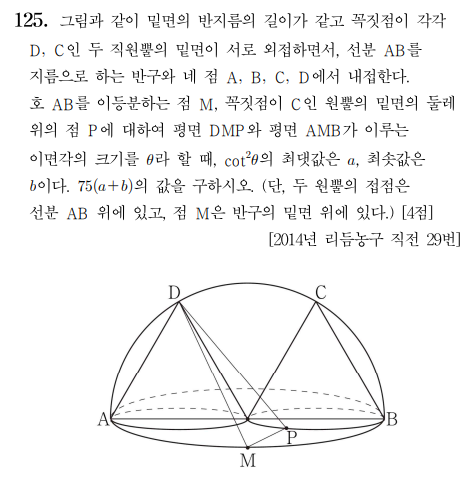 125. 그림과 같이 밑면의 반지름의 길이가 같고 꼭짓점이 각각
D, C인 두 직원뿔의 밑면이 서로 외접하면서, 선분 AB를
지름으로 하는 반구와 네 점 A, B, C, D에서 내접한다.
호 AB를 이등분하는 점 M, 꼭짓점이 C인 원뿔의 밑면의 둘레
위의 점 P에 대하여 평면 DMP와 평면 AMB가 이루는
이면각의 크기를 θ라 할 때, cot²θ의 최댓값은 a, 최솟값은
b이다. 75(a+b)의 값을 구하시오. (단, 두 원뿔의 접점은
선분 AB 위에 있고, 점 M은 반구의 밑면 위에 있다.) [4점]
[2014년 리듬농구 직전 29번]
D
C
A
B
P
M